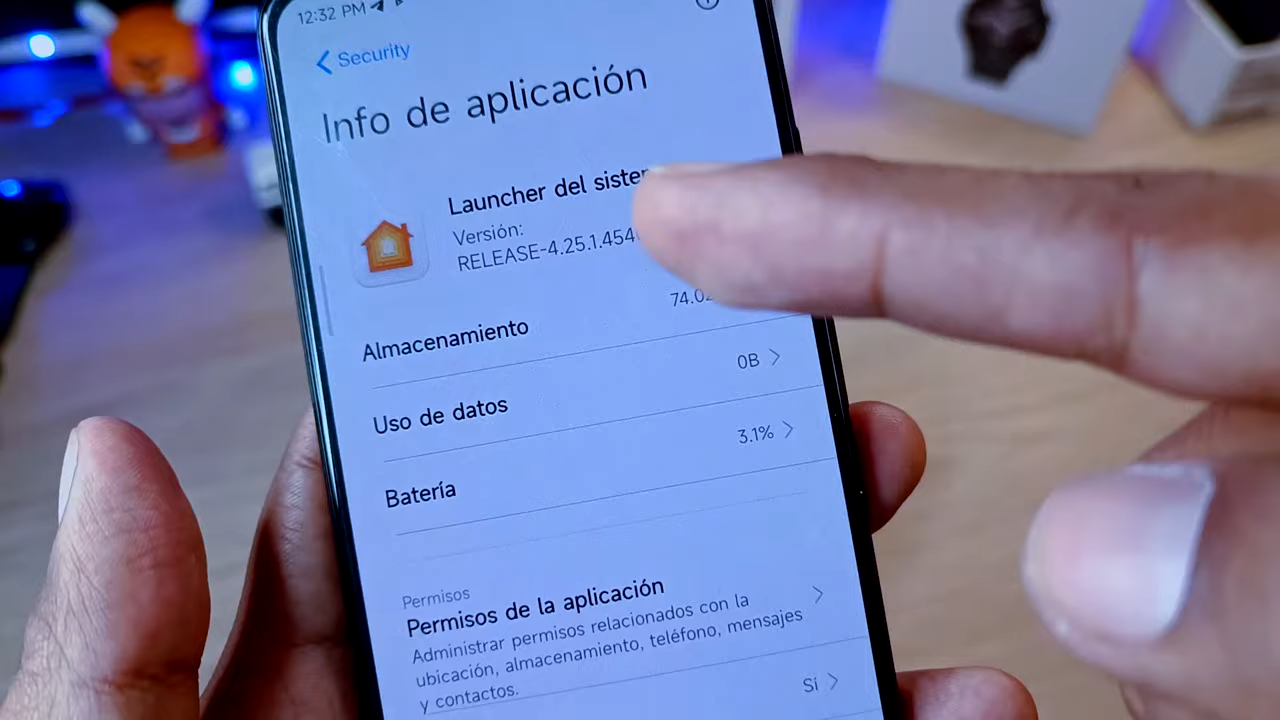 12:32 PM
Security
Info de aplicación
Launcher del
Versión:
RELEASE-4.25.1.454
Almacenamiento
74.0
0B
Uso de datos
3.1%
Batería
Permisos
Permisos de la aplicación
Administrar permisos relacionados con la
ubicación, almacenamiento, teléfono, mensajes
y contactos.
Sí